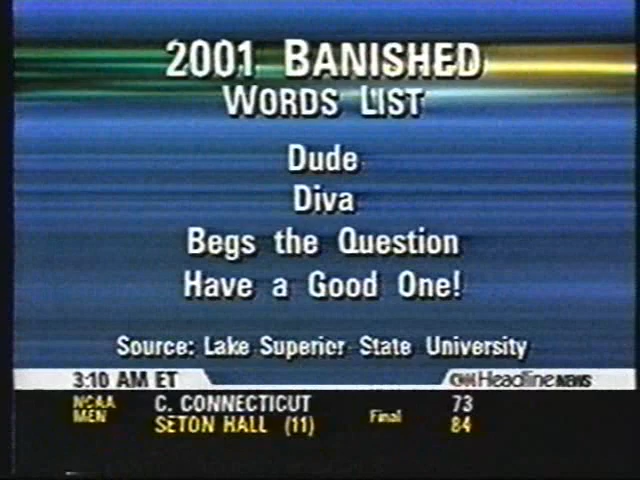 2001 BANISHED
WORDS LIST
Dude
Diva
Begs the Question
Have a Good One!
Source: Lake Superior State University
3:10 AM ET
CNN Headline NEWS
NCAA MEN C. CONNECTICUT Final 73
SETON HALL (11) 84